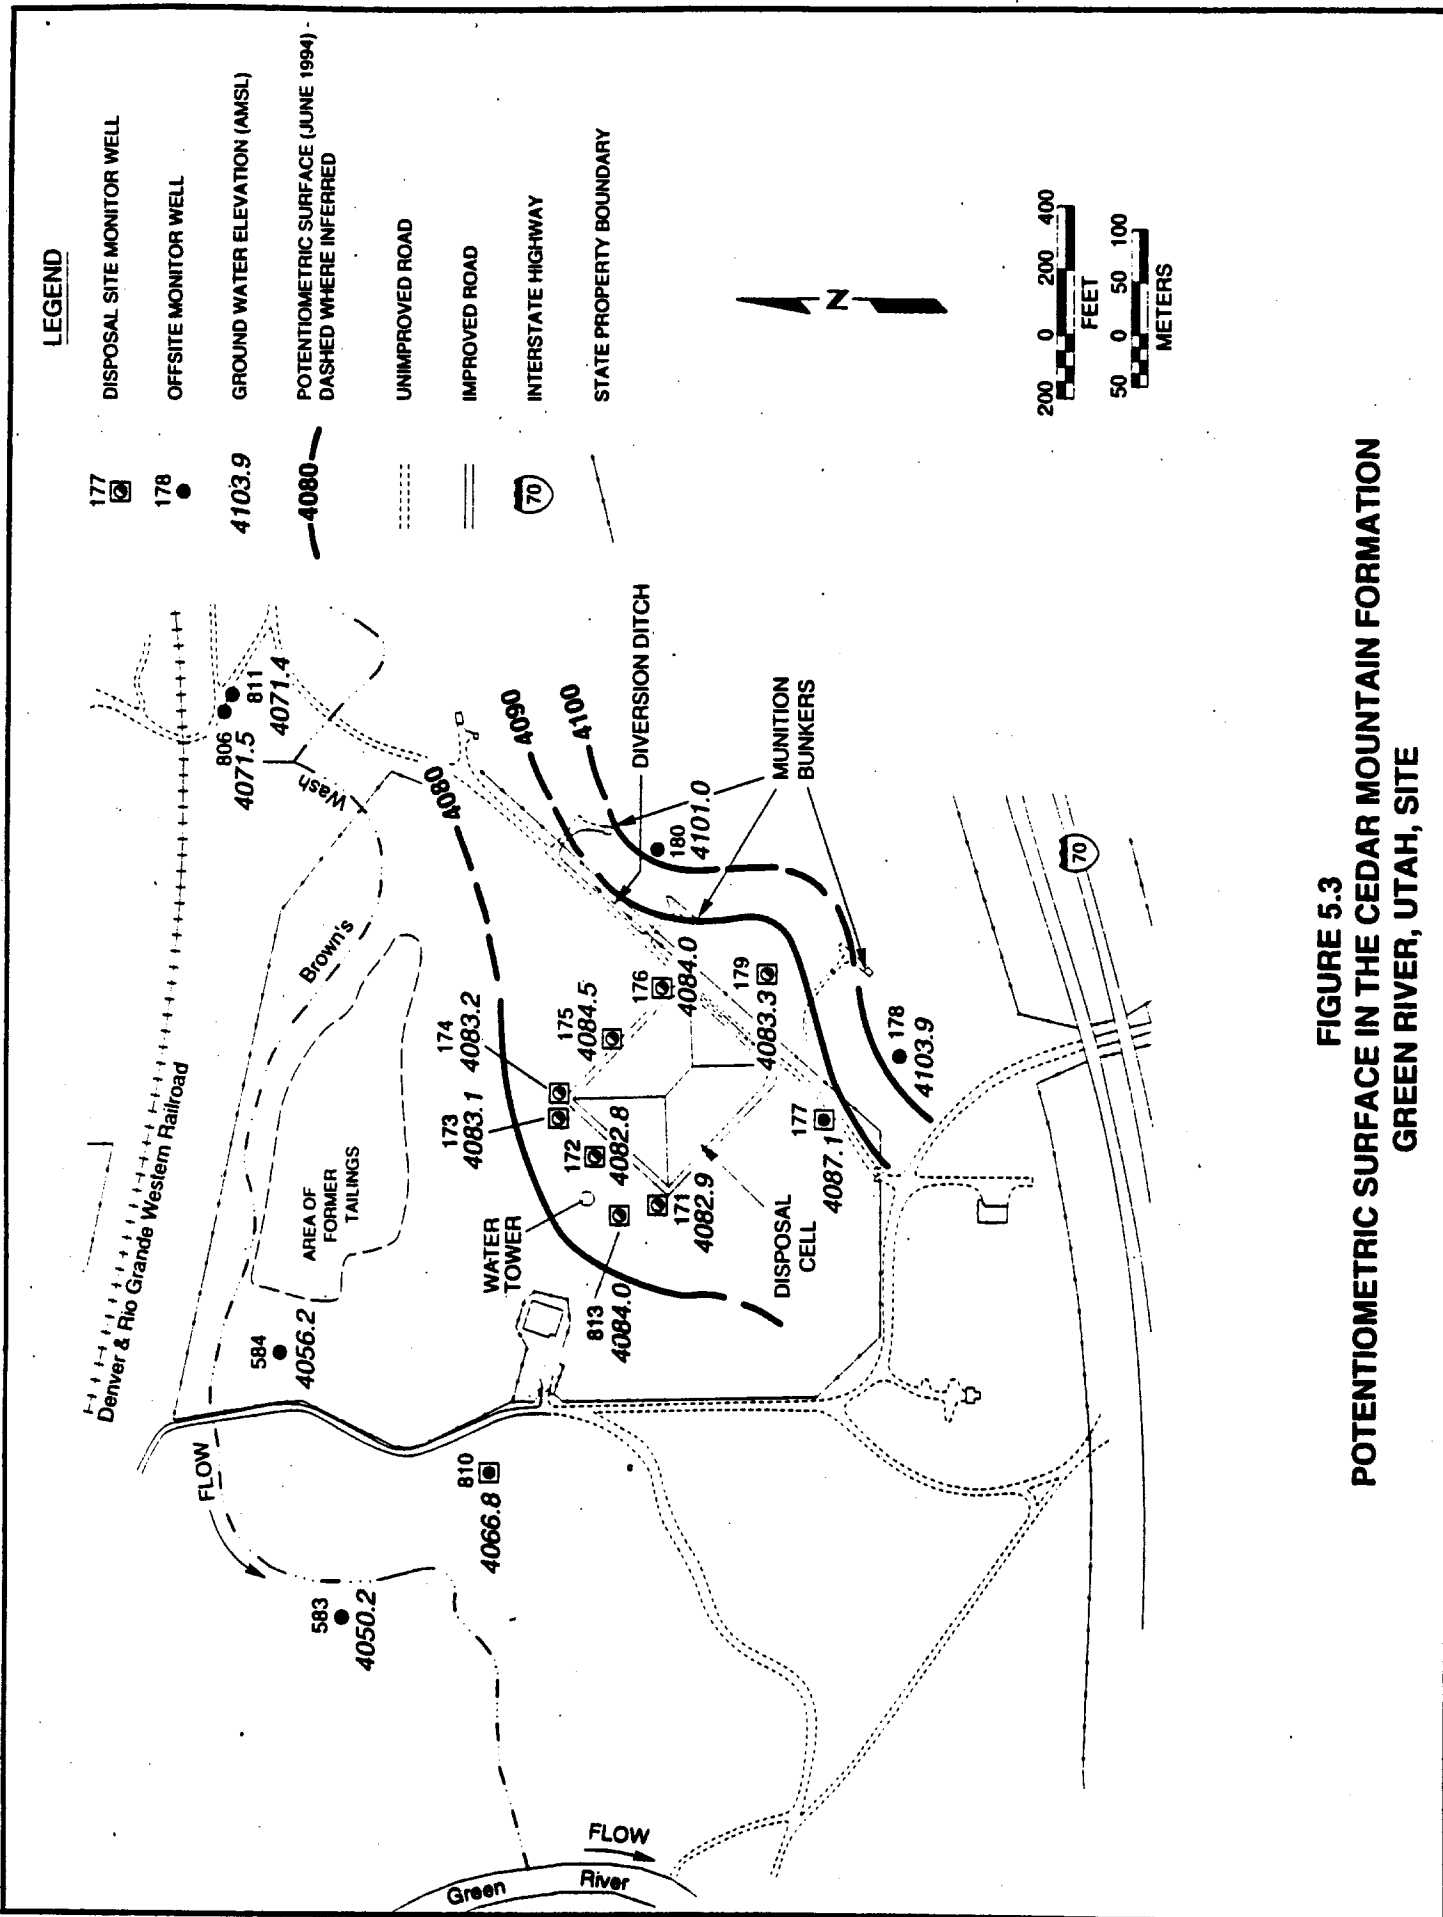 LEGEND
177
DISPOSAL SITE MONITOR WELL
178
OFFSITE MONITOR WELL
4103.9
GROUND WATER ELEVATION (AMSL)
4080
POTENTIOMETRIC SURFACE (JUNE 1994) -
DASHED WHERE INFERRED
UNIMPROVED ROAD
IMPROVED ROAD
70
INTERSTATE HIGHWAY
STATE PROPERTY BOUNDARY
Denver & Rio Grande Western Railroad
FLOW
584
4056.2
583
4050.2
AREA OF
FORMER
TAILINGS
Brown's
Wash
806
4071.5
811
4071.4
810
4066.8
WATER
TOWER
173
4083.1
174
4083.2
4080
4090
4100
172
4082.8
175
4084.5
813
4084.0
171
4082.9
176
4084.0
180
4101.0
179
4083.3
177
4087.1
178
4103.9
DIVERSION DITCH
MUNITION
BUNKERS
DISPOSAL
CELL
70
Green
River
FLOW
N
200 0 200 400
FEET
50 0 50 100
METERS
FIGURE 5.3
POTENTIOMETRIC SURFACE IN THE CEDAR MOUNTAIN FORMATION
GREEN RIVER, UTAH, SITE